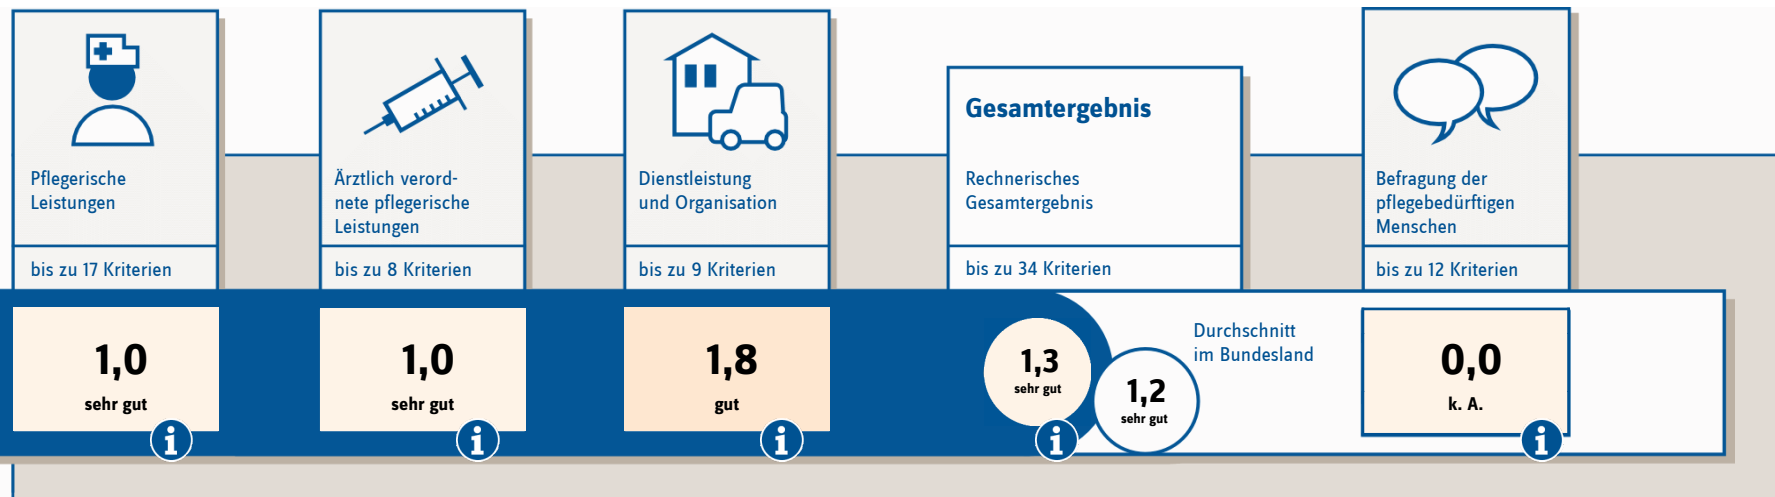 Pflegerische
Leistungen
bis zu 17 Kriterien
1,0
sehr gut
i
Ärztlich verord-
nete pflegerische
Leistungen
bis zu 8 Kriterien
1,0
sehr gut
i
Dienstleistung
und Organisation
bis zu 9 Kriterien
1,8
gut
i
Gesamtergebnis
Rechnerisches
Gesamtergebnis
bis zu 34 Kriterien
1,3
sehr gut
i
Durchschnitt
im Bundesland
1,2
sehr gut
Befragung der
pflegebedürftigen
Menschen
bis zu 12 Kriterien
0,0
k. A.
i